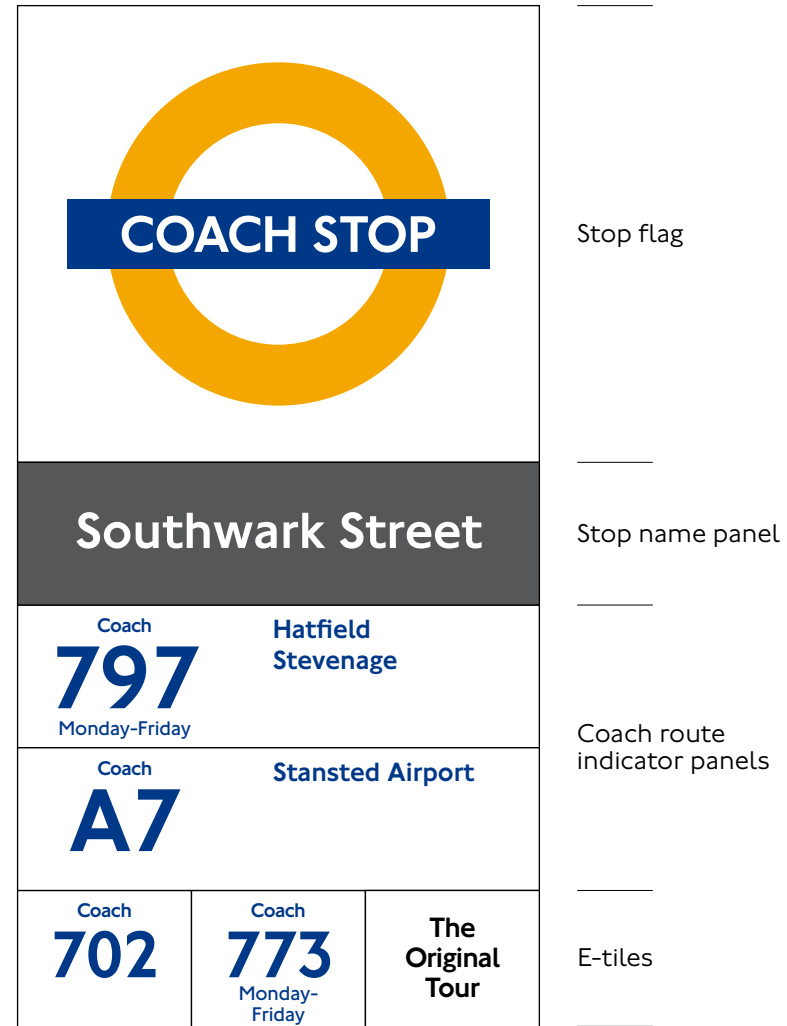 COACH STOP
Stop flag
Southwark Street
Stop name panel
Coach
797
Monday-Friday
Hatfield
Stevenage
Coach route
indicator panels
Coach
A7
Stansted Airport
Coach
702
Coach
773
Monday-
Friday
The
Original
Tour
E-tiles